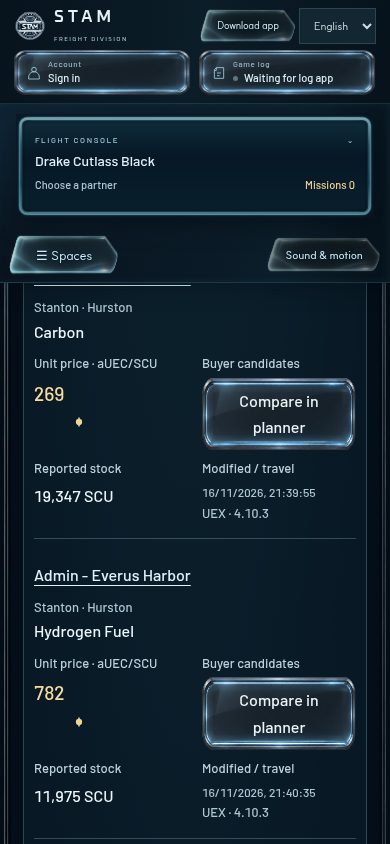 STAM
FREIGHT DIVISION
Download app
English
Account
Sign in
Game log
Waiting for log app
FLIGHT CONSOLE
Drake Cutlass Black
Choose a partner
Missions 0
☰ Spaces
Sound & motion
Stanton · Hurston
Carbon
Unit price · aUEC/SCU
269
Buyer candidates
Compare in
planner
Reported stock
19,347 SCU
Modified / travel
16/11/2026, 21:39:55
UEX · 4.10.3
Admin - Everus Harbor
Stanton · Hurston
Hydrogen Fuel
Unit price · aUEC/SCU
782
Buyer candidates
Compare in
planner
Reported stock
11,975 SCU
Modified / travel
16/11/2026, 21:40:35
UEX · 4.10.3